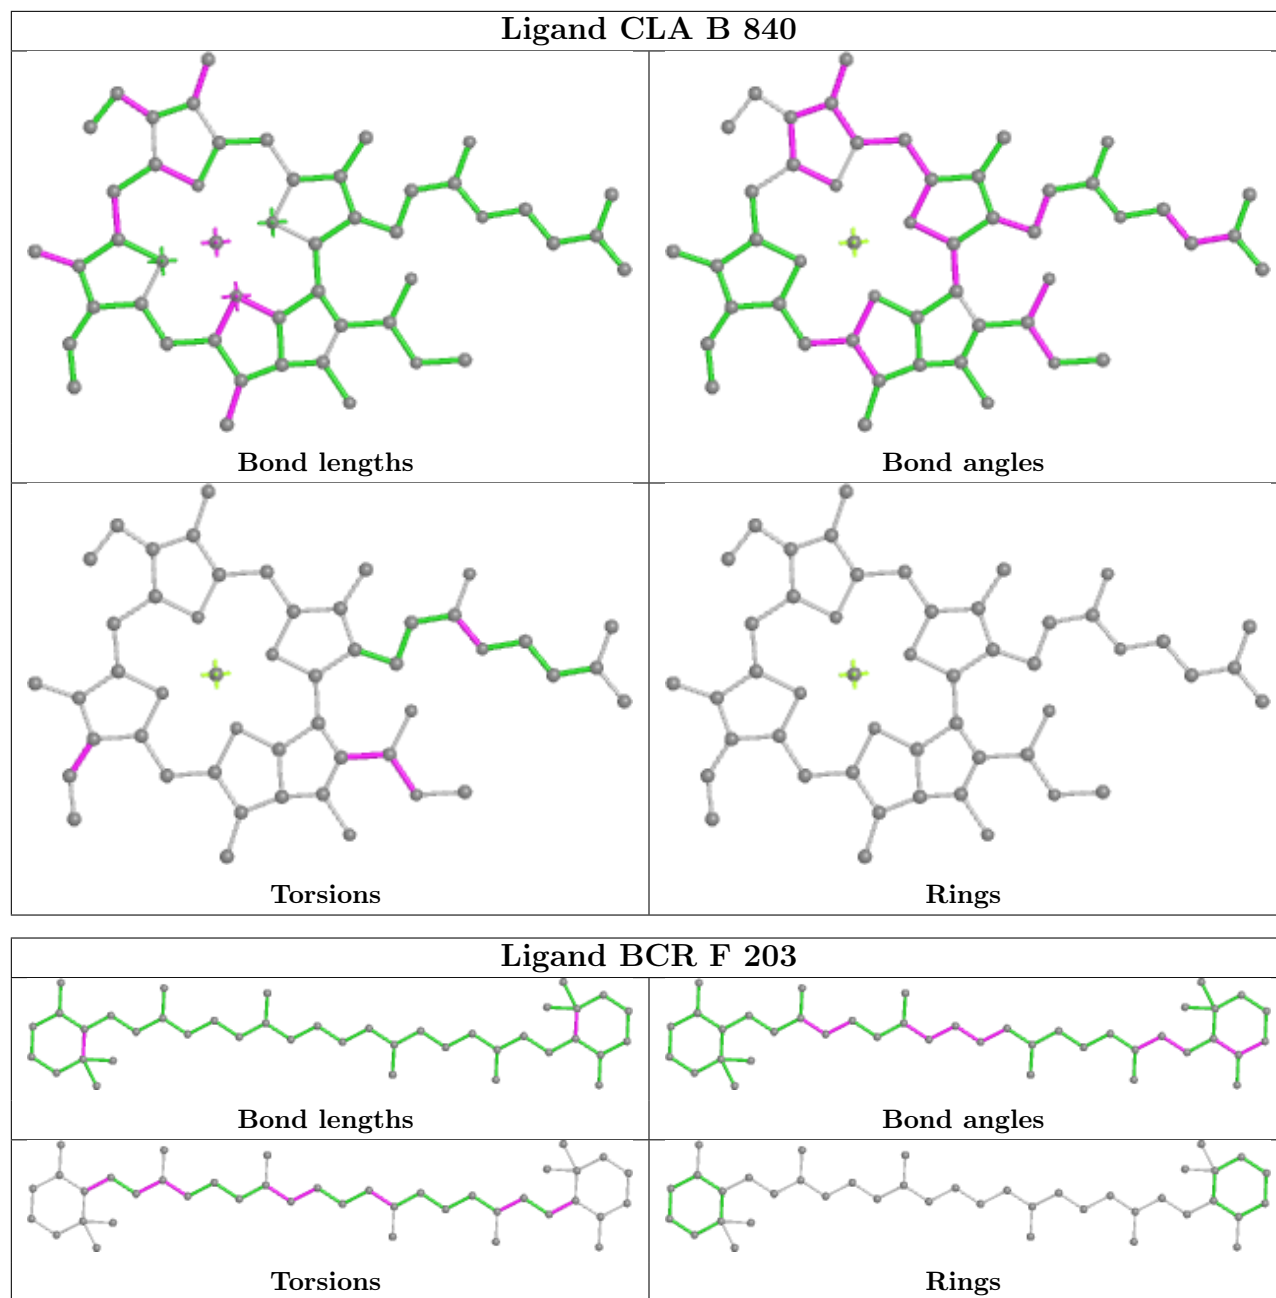 Ligand CLA B 840
Bond lengths
Bond angles
Torsions
Rings
Ligand BCR F 203
Bond lengths
Bond angles
Torsions
Rings